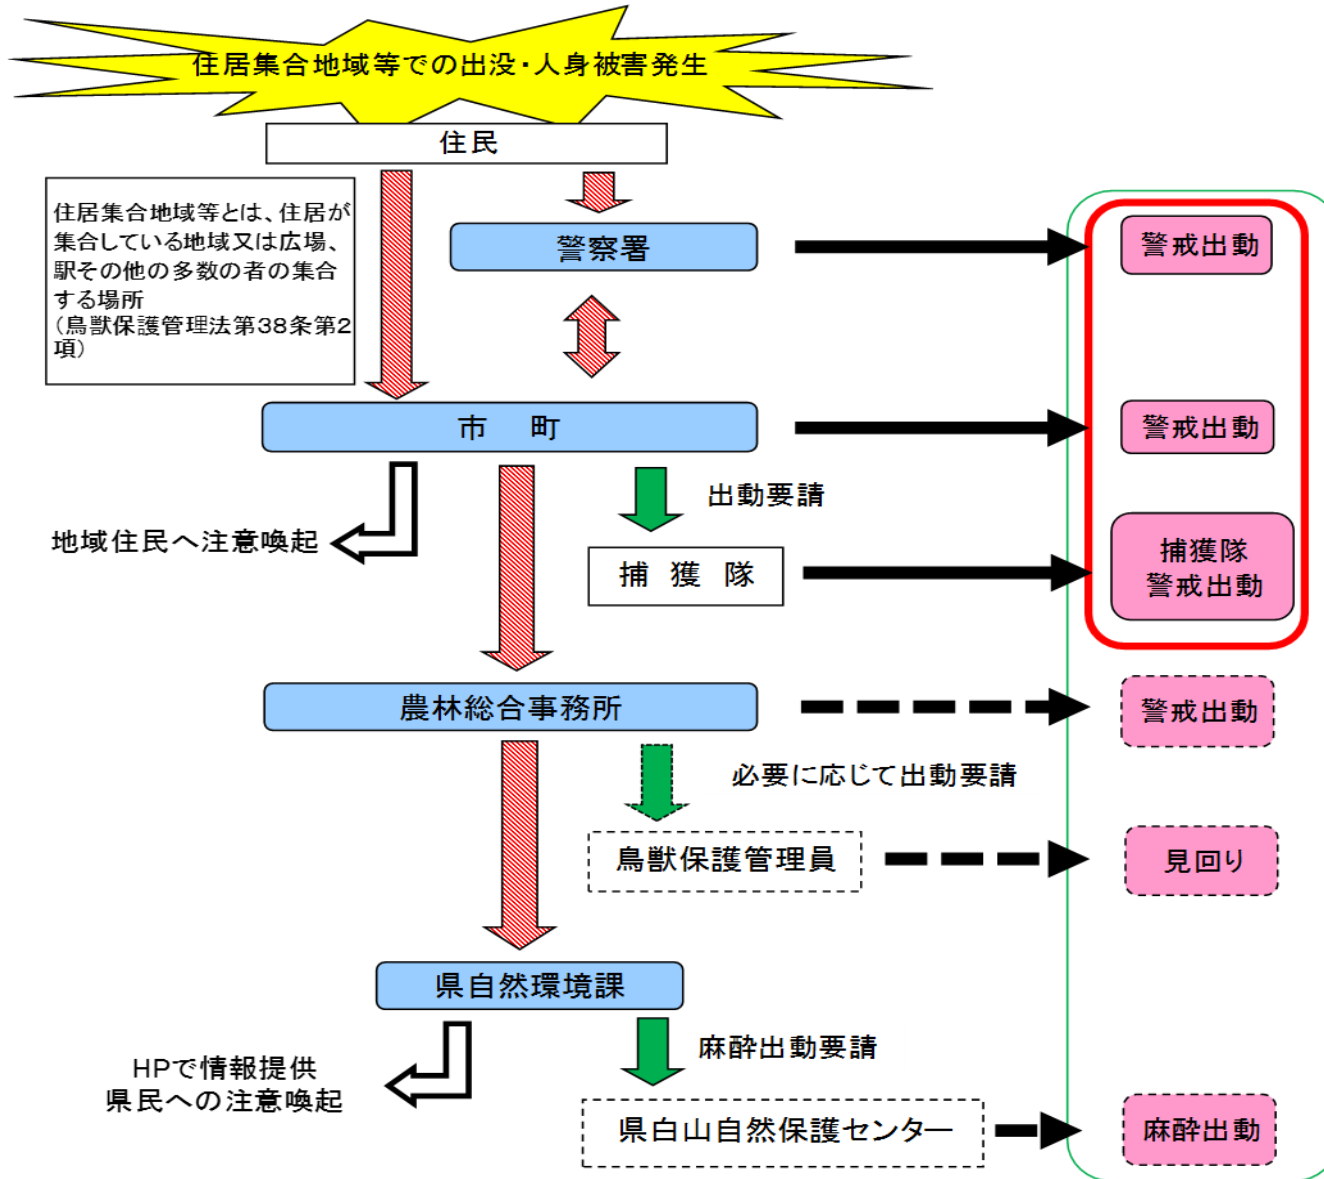 住居集合地域等での出没・人身被害発生
住民
住居集合地域等とは、住居が
集合している地域又は広場、
駅その他の多数の者の集合
する場所
（鳥獣保護管理法第38条第2
項）
警察署
警戒出動
市　町
警戒出動
出動要請
地域住民へ注意喚起
捕　獲　隊
捕獲隊
警戒出動
農林総合事務所
警戒出動
必要に応じて出動要請
鳥獣保護管理員
見回り
県自然環境課
麻酔出動要請
HPで情報提供
県民への注意喚起
県白山自然保護センター
麻酔出動